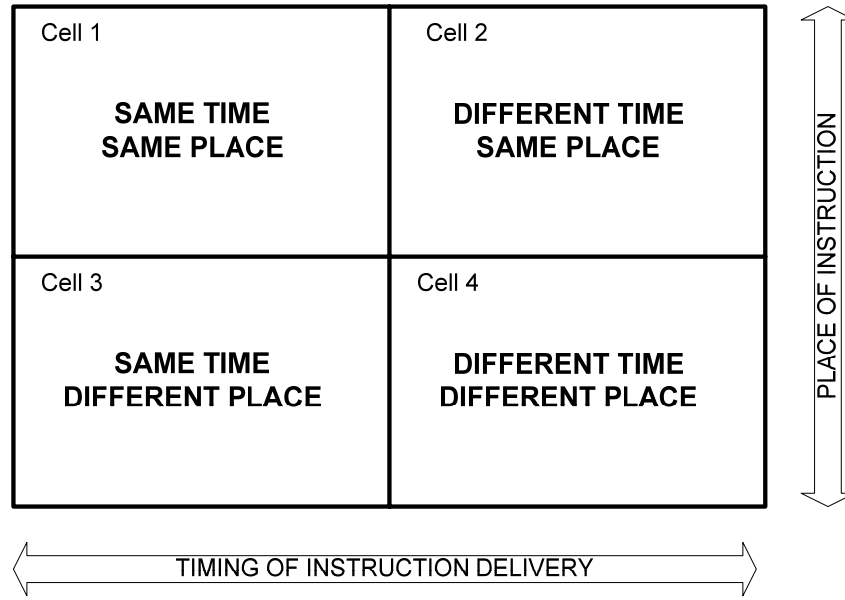 Cell 1
SAME TIME
SAME PLACE
Cell 2
DIFFERENT TIME
SAME PLACE
Cell 3
SAME TIME
DIFFERENT PLACE
Cell 4
DIFFERENT TIME
DIFFERENT PLACE
PLACE OF INSTRUCTION
TIMING OF INSTRUCTION DELIVERY